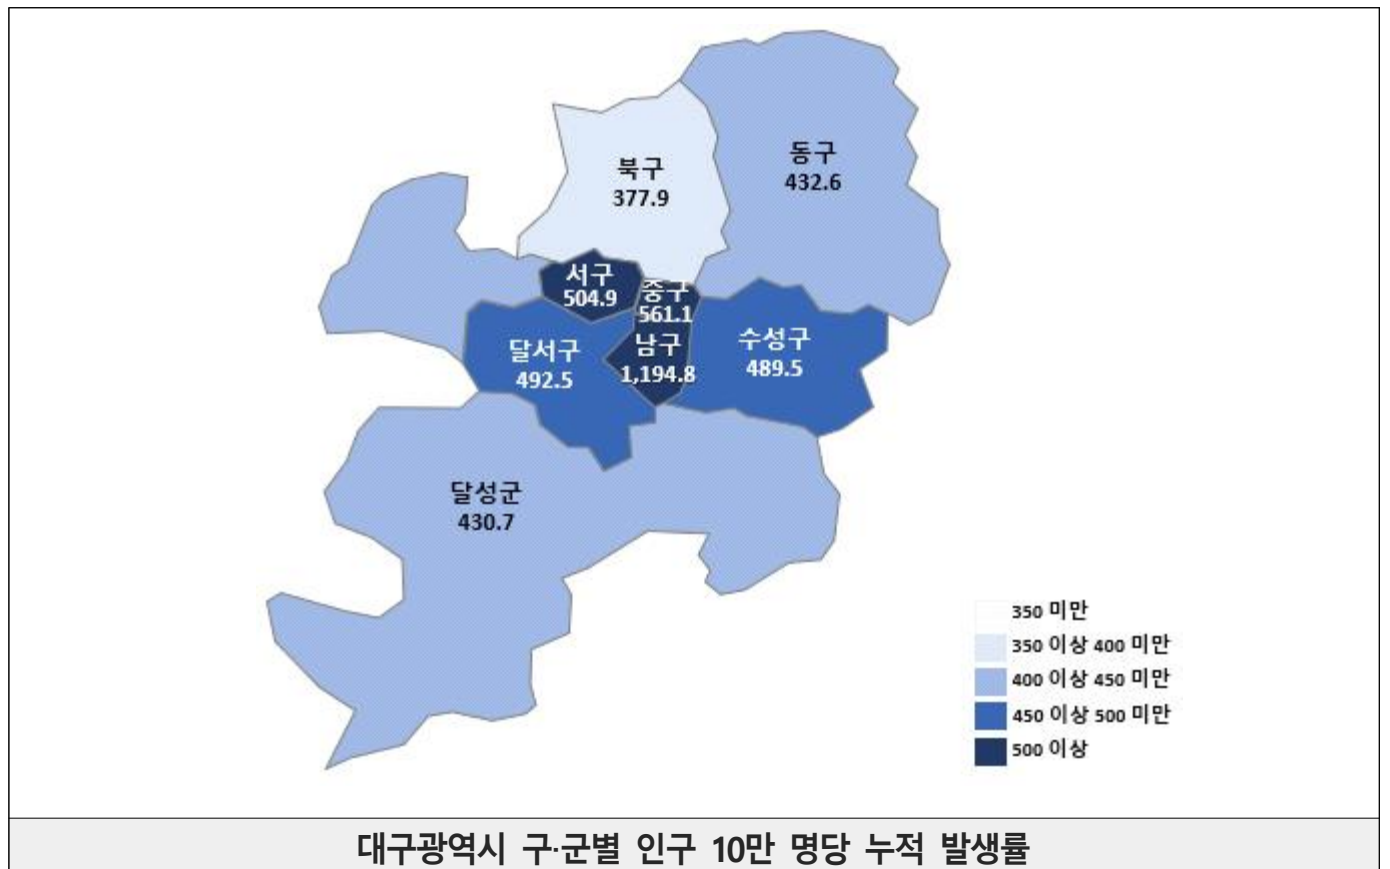 북구
377.9
동구
432.6
서구
504.9
중구
561.1
달서구
492.5
남구
1,194.8
수성구
489.5
달성군
430.7
350 미만
350 이상 400 미만
400 이상 450 미만
450 이상 500 미만
500 이상
대구광역시 구·군별 인구 10만 명당 누적 발생률